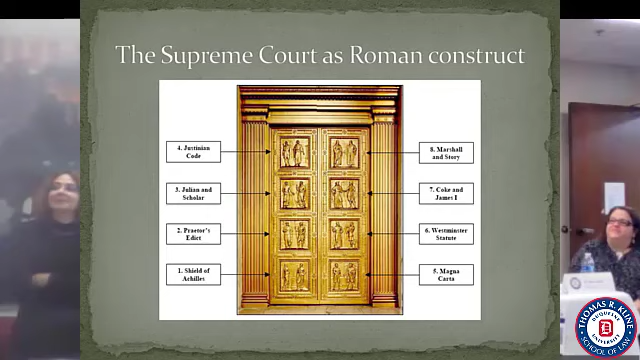 The Supreme Court as Roman construct
4. Justinian
Code
3. Julian and
Scholar
2. Praetor's
Edict
1. Shield of
Achilles
8. Marshall
and Story
7. Coke and
James I
6. Westminster
Statute
5. Magna
Carta
THOMAS R. KLINE
DUQUESNE
UNIVERSITY
SCHOOL OF LAW